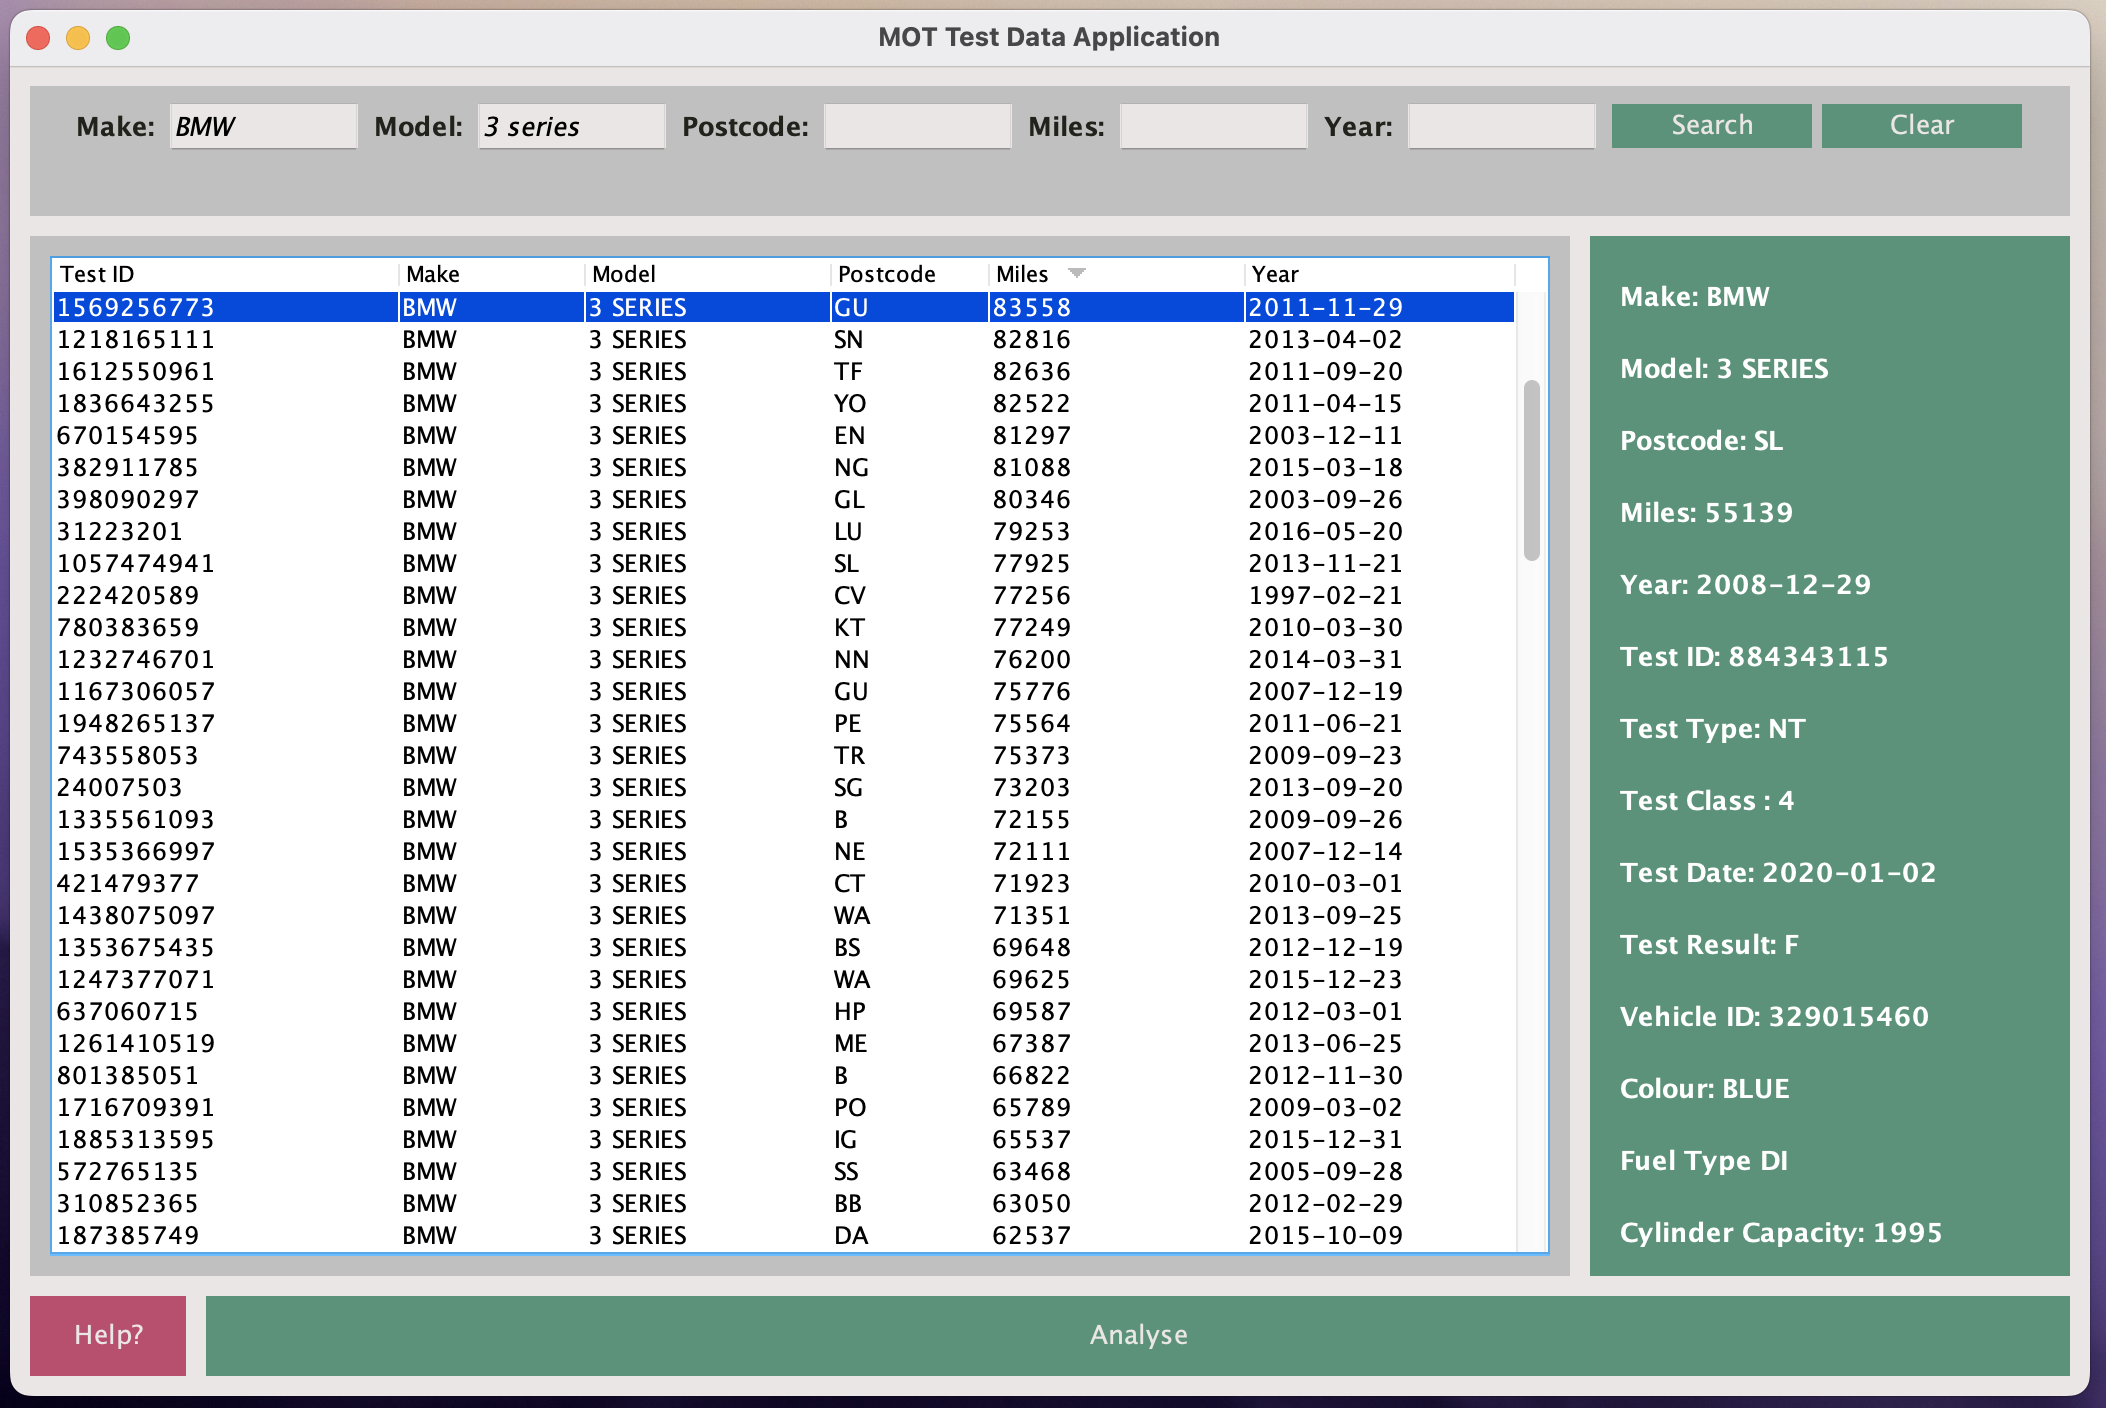 MOT Test Data Application
Make: BMW Model: 3 series Postcode: Miles: Year: Search Clear
Test ID Make Model Postcode Miles Year
1569256773 BMW 3 SERIES GU 83558 2011-11-29
1218165111 BMW 3 SERIES SN 82816 2013-04-02
1612550961 BMW 3 SERIES TF 82636 2011-09-20
1836643255 BMW 3 SERIES YO 82522 2011-04-15
670154595 BMW 3 SERIES EN 81297 2003-12-11
382911785 BMW 3 SERIES NG 81088 2015-03-18
398090297 BMW 3 SERIES GL 80346 2003-09-26
31223201 BMW 3 SERIES LU 79253 2016-05-20
1057474941 BMW 3 SERIES SL 77925 2013-11-21
222420589 BMW 3 SERIES CV 77256 1997-02-21
780383659 BMW 3 SERIES KT 77249 2010-03-30
1232746701 BMW 3 SERIES NN 76200 2014-03-31
1167306057 BMW 3 SERIES GU 75776 2007-12-19
1948265137 BMW 3 SERIES PE 75564 2011-06-21
743558053 BMW 3 SERIES TR 75373 2009-09-23
24007503 BMW 3 SERIES SG 73203 2013-09-20
1335561093 BMW 3 SERIES B 72155 2009-09-26
1535366997 BMW 3 SERIES NE 72111 2007-12-14
421479377 BMW 3 SERIES CT 71923 2010-03-01
1438075097 BMW 3 SERIES WA 71351 2013-09-25
1353675435 BMW 3 SERIES BS 69648 2012-12-19
1247377071 BMW 3 SERIES WA 69625 2015-12-23
637060715 BMW 3 SERIES HP 69587 2012-03-01
1261410519 BMW 3 SERIES ME 67387 2013-06-25
801385051 BMW 3 SERIES B 66822 2012-11-30
1716709391 BMW 3 SERIES PO 65789 2009-03-02
1885313595 BMW 3 SERIES IG 65537 2015-12-31
572765135 BMW 3 SERIES SS 63468 2005-09-28
310852365 BMW 3 SERIES BB 63050 2012-02-29
187385749 BMW 3 SERIES DA 62537 2015-10-09
Make: BMW
Model: 3 SERIES
Postcode: SL
Miles: 55139
Year: 2008-12-29
Test ID: 884343115
Test Type: NT
Test Class : 4
Test Date: 2020-01-02
Test Result: F
Vehicle ID: 329015460
Colour: BLUE
Fuel Type DI
Cylinder Capacity: 1995
Help? Analyse